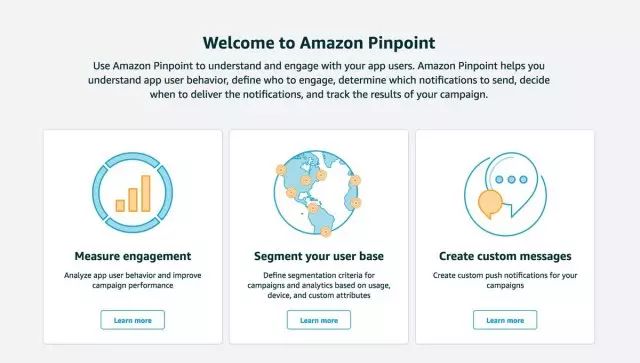 Welcome to Amazon Pinpoint
Use Amazon Pinpoint to understand and engage with your app users. Amazon Pinpoint helps you
understand app user behavior, define who to engage, determine which notifications to send, decide
when to deliver the notifications, and track the results of your campaign.
Measure engagement
Analyze app user behavior and improve
campaign performance
Learn more
Segment your user base
Define segmentation criteria for
campaigns and analytics based on usage,
device, and custom attributes
Learn more
Create custom messages
Create custom push notifications for your
campaigns
Learn more